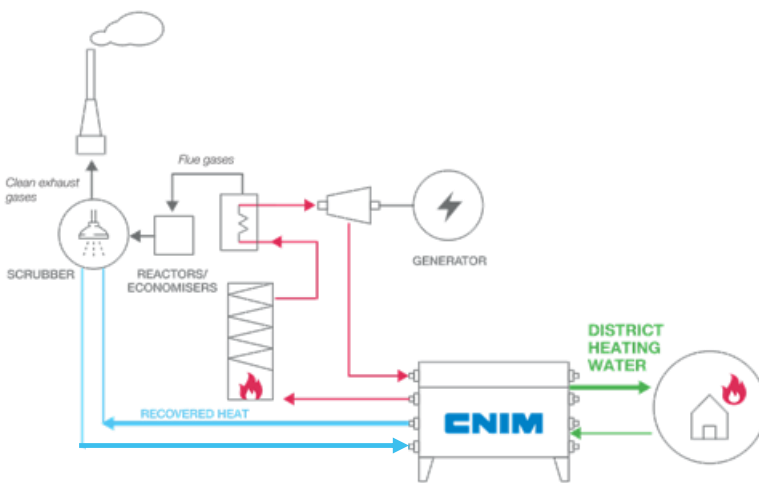 Flue gases
Clean exhaust
gases
SCRUBBER
REACTORS/
ECONOMISERS
GENERATOR
DISTRICT
HEATING
WATER
RECOVERED HEAT
CNIM